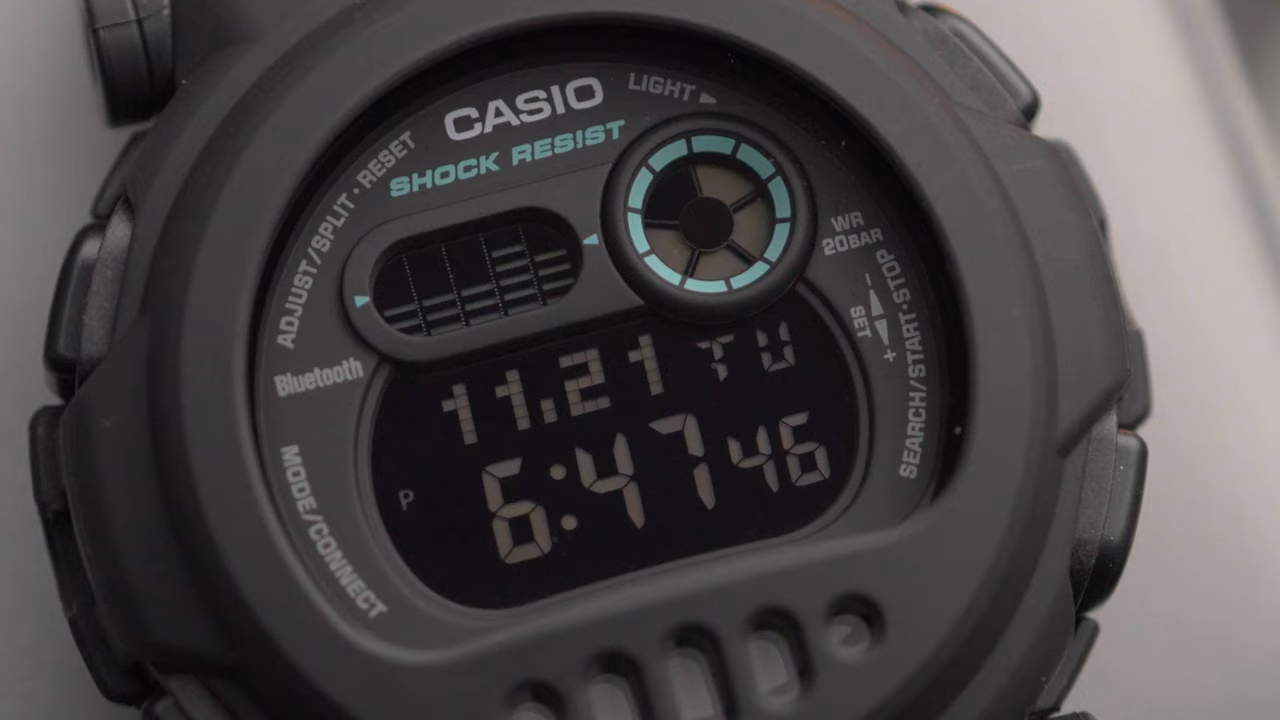 CASIO
LIGHT
SHOCK RESIST
ADJUST/SPLIT·RESET
WR
20BAR
- SET +
SEARCH/START·STOP
Bluetooth
MODE/CONNECT
11.21 TU
P 6:47 46